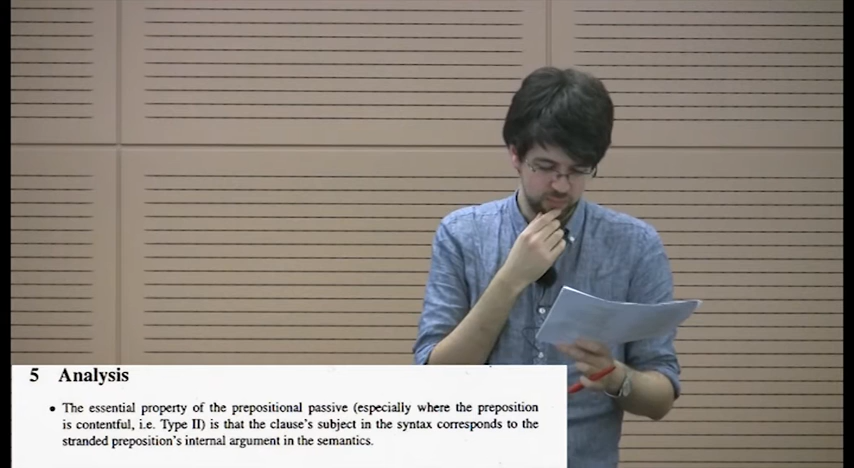 5 Analysis
• The essential property of the prepositional passive (especially where the preposition
is contentful, i.e. Type II) is that the clause's subject in the syntax corresponds to the
stranded preposition's internal argument in the semantics.